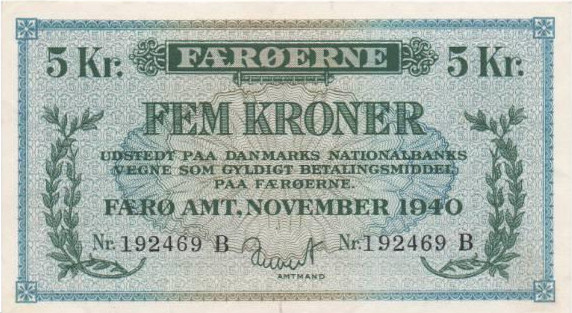 5 Kr. FÆRØERNE 5 Kr.
FEM KRONER
UDSTEDT PAA DANMARKS NATIONALBANKS
VEGNE SOM GYLDIGT BETALINGSMIDDEL
PAA FÆRØERNE.
FÆRØ AMT, NOVEMBER 1940
Nr. 192469 B Nr. 192469 B
AMTMAND